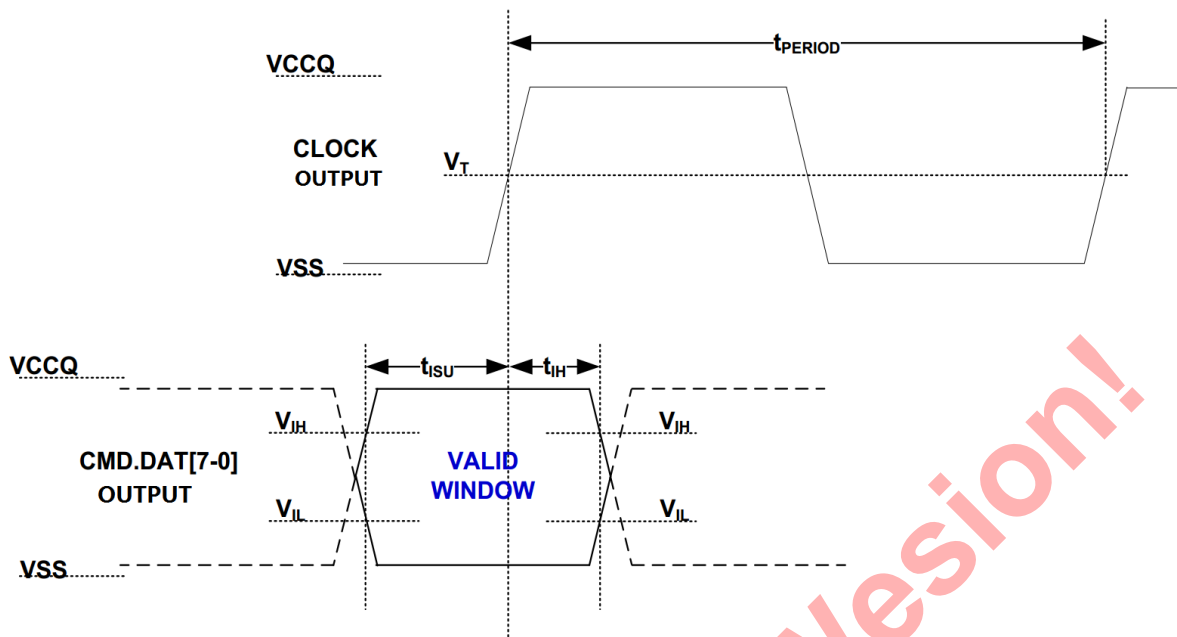 tPERIOD
VCCQ
CLOCK
OUTPUT
VT
VSS
VCCQ
tISU
tIH
VIH
VIH
CMD.DAT[7-0]
OUTPUT
VALID
WINDOW
VIL
VIL
VSS
Vesion!